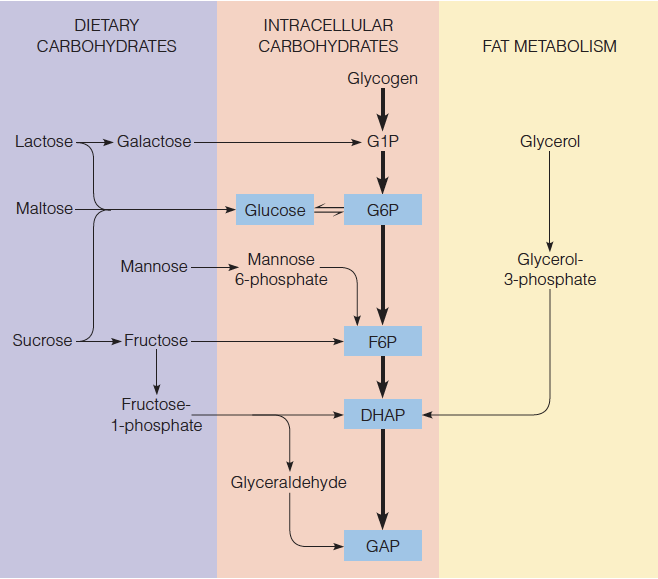 DIETARY
CARBOHYDRATES
INTRACELLULAR
CARBOHYDRATES
FAT METABOLISM
Glycogen
Lactose
Galactose
G1P
Glycerol
Maltose
Glucose
G6P
Mannose
Mannose
6-phosphate
Glycerol-
3-phosphate
Sucrose
Fructose
F6P
Fructose-
1-phosphate
DHAP
Glyceraldehyde
GAP